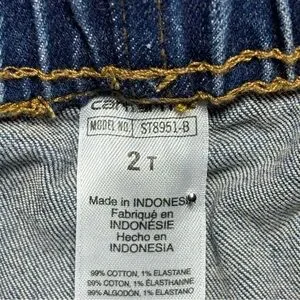 MODEL NO. ST8951-B
2T
Made in INDONESIA
Fabriqué en
INDONÉSIE
Hecho en
INDONESIA
99% COTTON, 1% ELASTANE
99% COTON, 1% ÉLASTHANNE
99% ALGODÓN, 1% ELASTANO